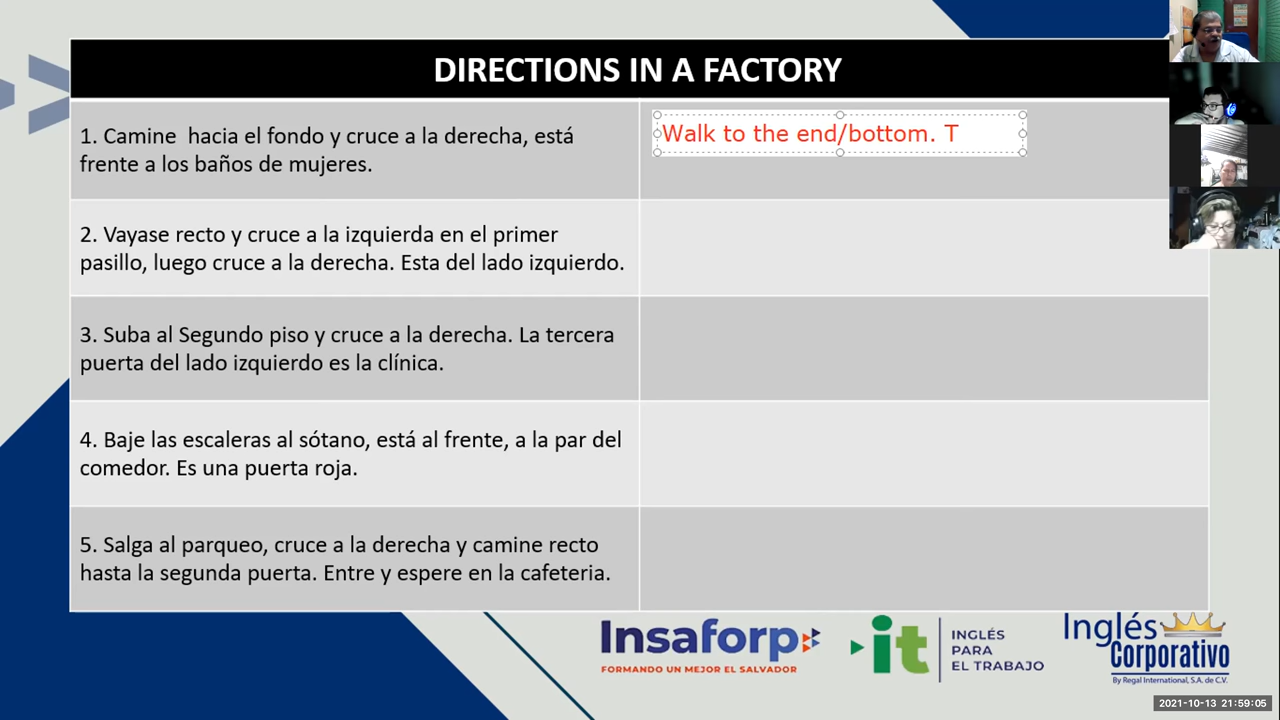 DIRECTIONS IN A FACTORY
1. Camine hacia el fondo y cruce a la derecha, está
frente a los baños de mujeres.
Walk to the end/bottom. T
2. Vayase recto y cruce a la izquierda en el primer
pasillo, luego cruce a la derecha. Esta del lado izquierdo.
3. Suba al Segundo piso y cruce a la derecha. La tercera
puerta del lado izquierdo es la clínica.
4. Baje las escaleras al sótano, está al frente, a la par del
comedor. Es una puerta roja.
5. Salga al parqueo, cruce a la derecha y camine recto
hasta la segunda puerta. Entre y espere en la cafeteria.
Insaforp
FORMANDO UN MEJOR EL SALVADOR
it
INGLÉS
PARA
EL TRABAJO
Inglés
Corporativo
By Regal International, S.A. de C.V.
2021-10-13 21:59:05